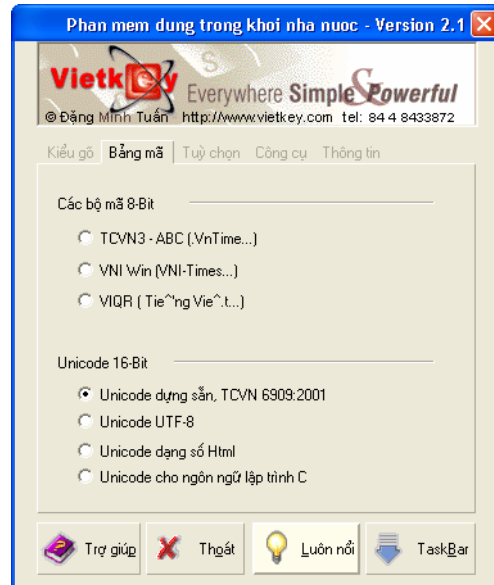 Phan mem dung trong khoi nha nuoc - Version 2.1
Vietkey Everywhere Simple & Powerful
© Đặng Minh Tuấn http://www.vietkey.com tel: 84 4 8433872
Kiểu gõ Bảng mã Tuỳ chọn Công cụ Thông tin
Các bộ mã 8-Bit
TCVN3 - ABC (.VnTime...)
VNI Win (VNI-Times...)
VIQR ( Tie^'ng Vie^.t...)
Unicode 16-Bit
Unicode dựng sẵn, TCVN 6909:2001
Unicode UTF-8
Unicode dạng số Html
Unicode cho ngôn ngữ lập trình C
Trợ giúp Thoát Luôn nổi TaskBar